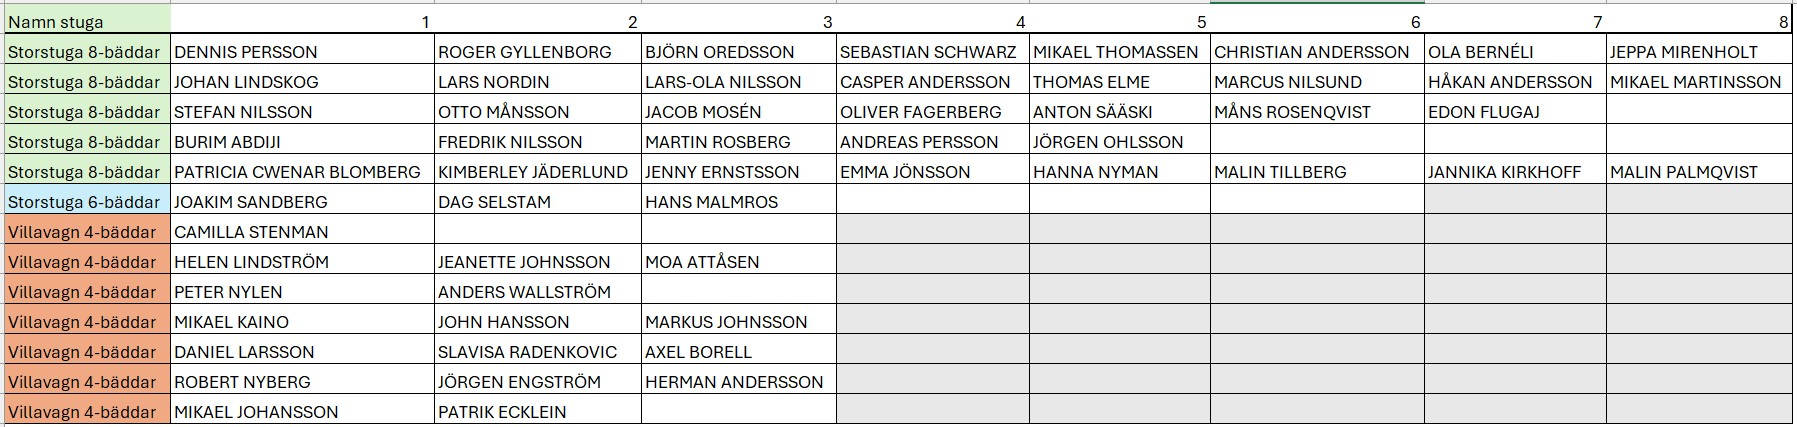 Namn stuga 1 2 3 4 5 6 7 8
Storstuga 8-bäddar DENNIS PERSSON ROGER GYLLENBORG BJÖRN OREDSSON SEBASTIAN SCHWARZ MIKAEL THOMASSEN CHRISTIAN ANDERSSON OLA BERNÉLI JEPPA MIRENHOLT
Storstuga 8-bäddar JOHAN LINDSKOG LARS NORDIN LARS-OLA NILSSON CASPER ANDERSSON THOMAS ELME MARCUS NILSUND HÅKAN ANDERSSON MIKAEL MARTINSSON
Storstuga 8-bäddar STEFAN NILSSON OTTO MÅNSSON JACOB MOSÉN OLIVER FAGERBERG ANTON SÄÄSKI MÅNS ROSENQVIST EDON FLUGAJ
Storstuga 8-bäddar BURIM ABDIJI FREDRIK NILSSON MARTIN ROSBERG ANDREAS PERSSON JÖRGEN OHLSSON
Storstuga 8-bäddar PATRICIA CWENAR BLOMBERG KIMBERLEY JÄDERLUND JENNY ERNSTSSON EMMA JÖNSSON HANNA NYMAN MALIN TILLBERG JANNIKA KIRKHOFF MALIN PALMQVIST
Storstuga 6-bäddar JOAKIM SANDBERG DAG SELSTAM HANS MALMROS
Villavagn 4-bäddar CAMILLA STENMAN
Villavagn 4-bäddar HELEN LINDSTRÖM JEANETTE JOHNSSON MOA ATTÅSEN
Villavagn 4-bäddar PETER NYLEN ANDERS WALLSTRÖM
Villavagn 4-bäddar MIKAEL KAINO JOHN HANSSON MARKUS JOHNSSON
Villavagn 4-bäddar DANIEL LARSSON SLAVISA RADENKOVIC AXEL BORELL
Villavagn 4-bäddar ROBERT NYBERG JÖRGEN ENGSTRÖM HERMAN ANDERSSON
Villavagn 4-bäddar MIKAEL JOHANSSON PATRIK ECKLEIN